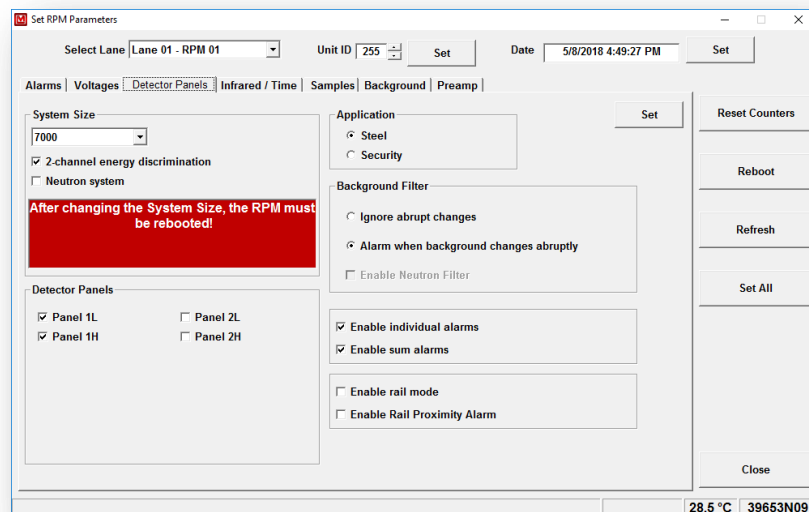 Set RPM Parameters
Select Lane Lane 01 - RPM 01 Unit ID 255 Set Date 5/8/2018 4:49:27 PM Set
Alarms Voltages Detector Panels Infrared / Time Samples Background Preamp
System Size
7000
2-channel energy discrimination
Neutron system
After changing the System Size, the RPM must
be rebooted!
Detector Panels
Panel 1L Panel 2L
Panel 1H Panel 2H
Application
Steel
Security
Set
Background Filter
Ignore abrupt changes
Alarm when background changes abruptly
Enable Neutron Filter
Enable individual alarms
Enable sum alarms
Enable rail mode
Enable Rail Proximity Alarm
Reset Counters
Reboot
Refresh
Set All
Close
28.5 °C 39653N09